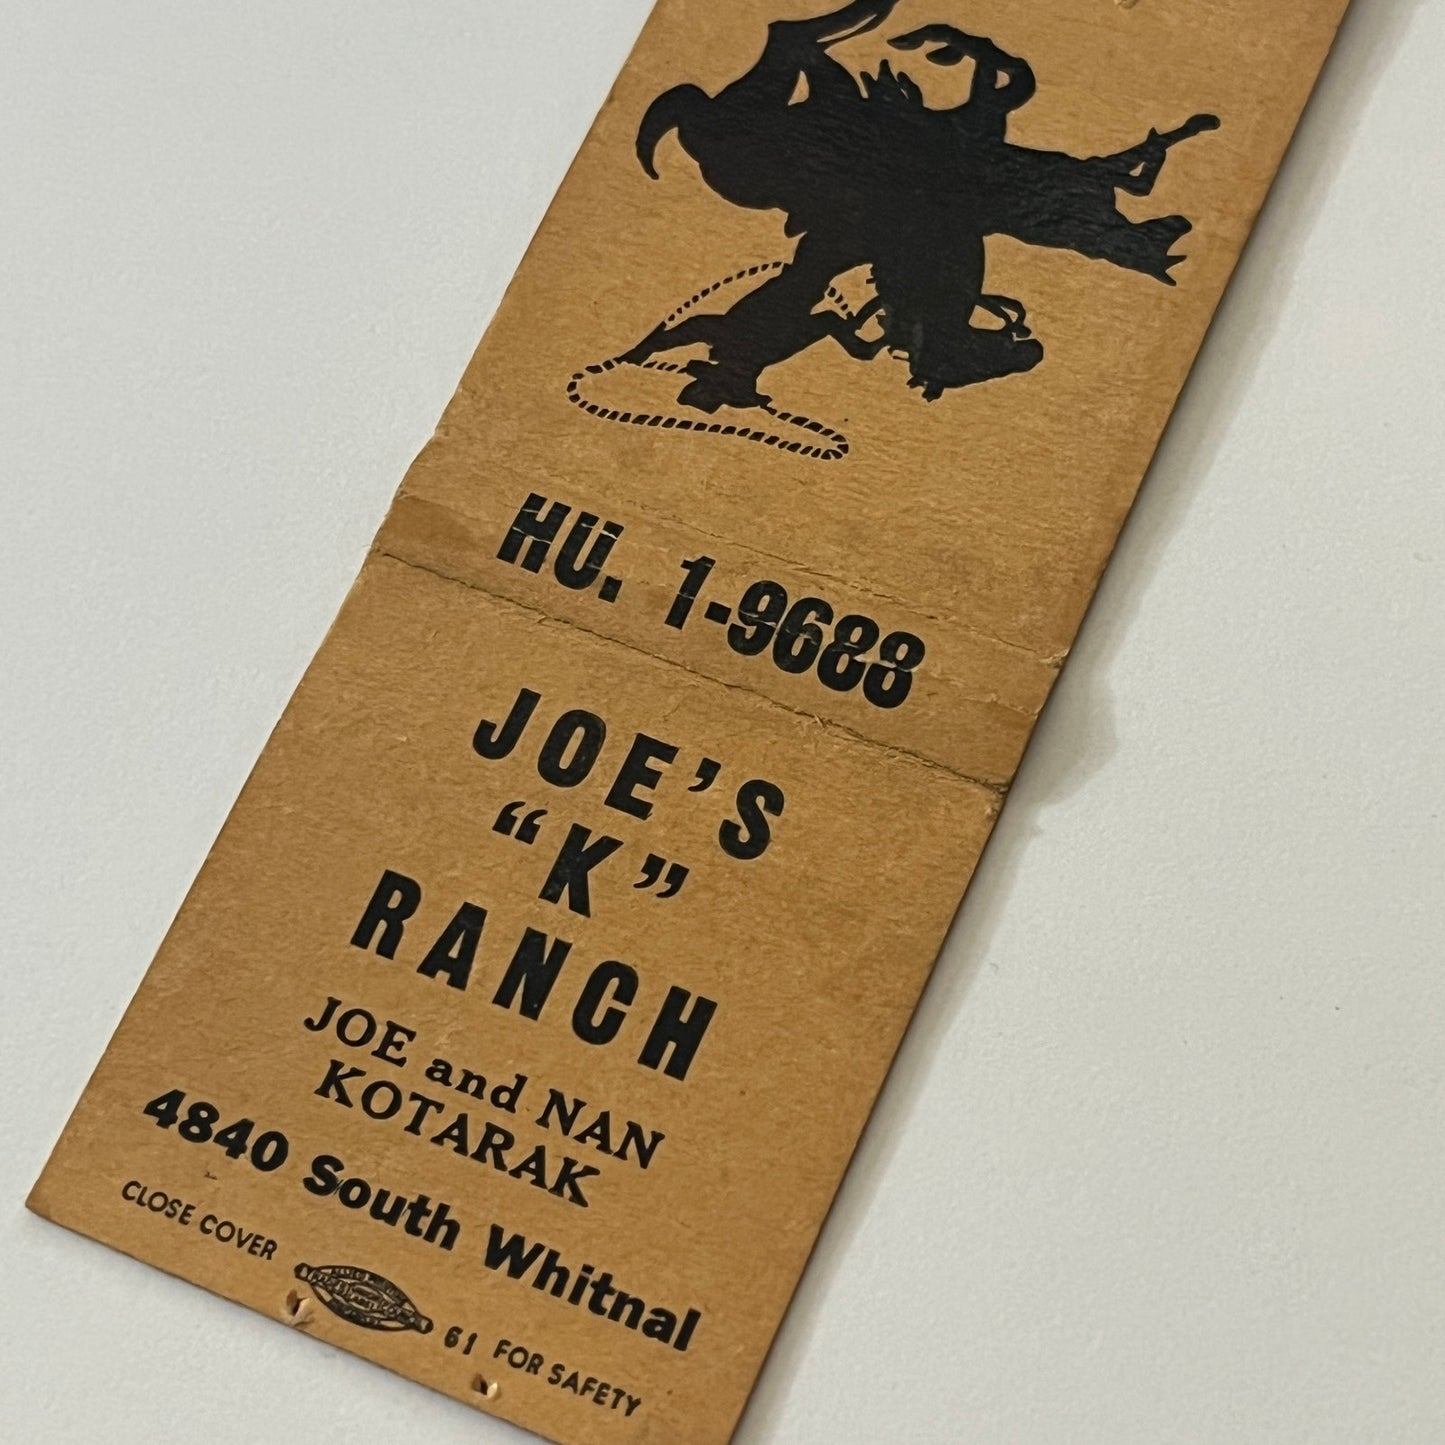 HU. 1-9688
JOE'S
“K”
RANCH
JOE and NAN
KOTARAK
4840 South Whitnal
CLOSE COVER 61 FOR SAFETY